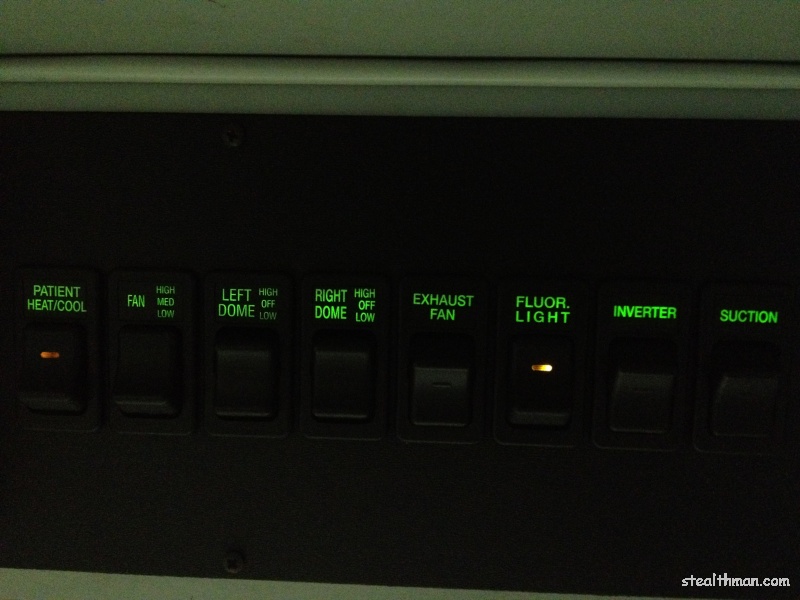 PATIENT
HEAT/COOL
FAN
HIGH
MED
LOW
LEFT
DOME
HIGH
OFF
LOW
RIGHT
DOME
HIGH
OFF
LOW
EXHAUST
FAN
FLUOR.
LIGHT
INVERTER
SUCTION
stealthman.com